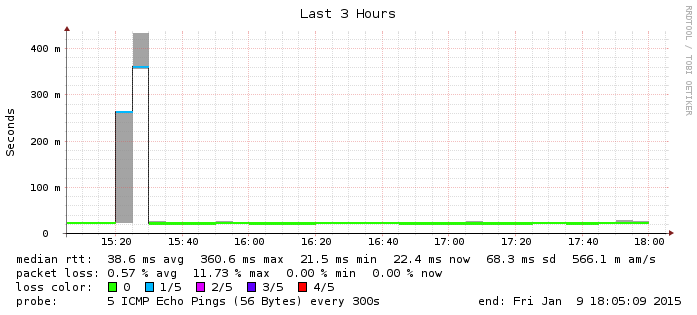 Last 3 Hours
RRDTOOL / TOBI OETIKER
Seconds
400 m
300 m
200 m
100 m
0
15:20 15:40 16:00 16:20 16:40 17:00 17:20 17:40 18:00
median rtt: 38.6 ms avg 360.6 ms max 21.5 ms min 22.4 ms now 68.3 ms sd 566.1 m am/s
packet loss: 0.57 % avg 11.73 % max 0.00 % min 0.00 % now
loss color: 0 1/5 2/5 3/5 4/5
probe: 5 ICMP Echo Pings (56 Bytes) every 300s end: Fri Jan 9 18:05:09 2015